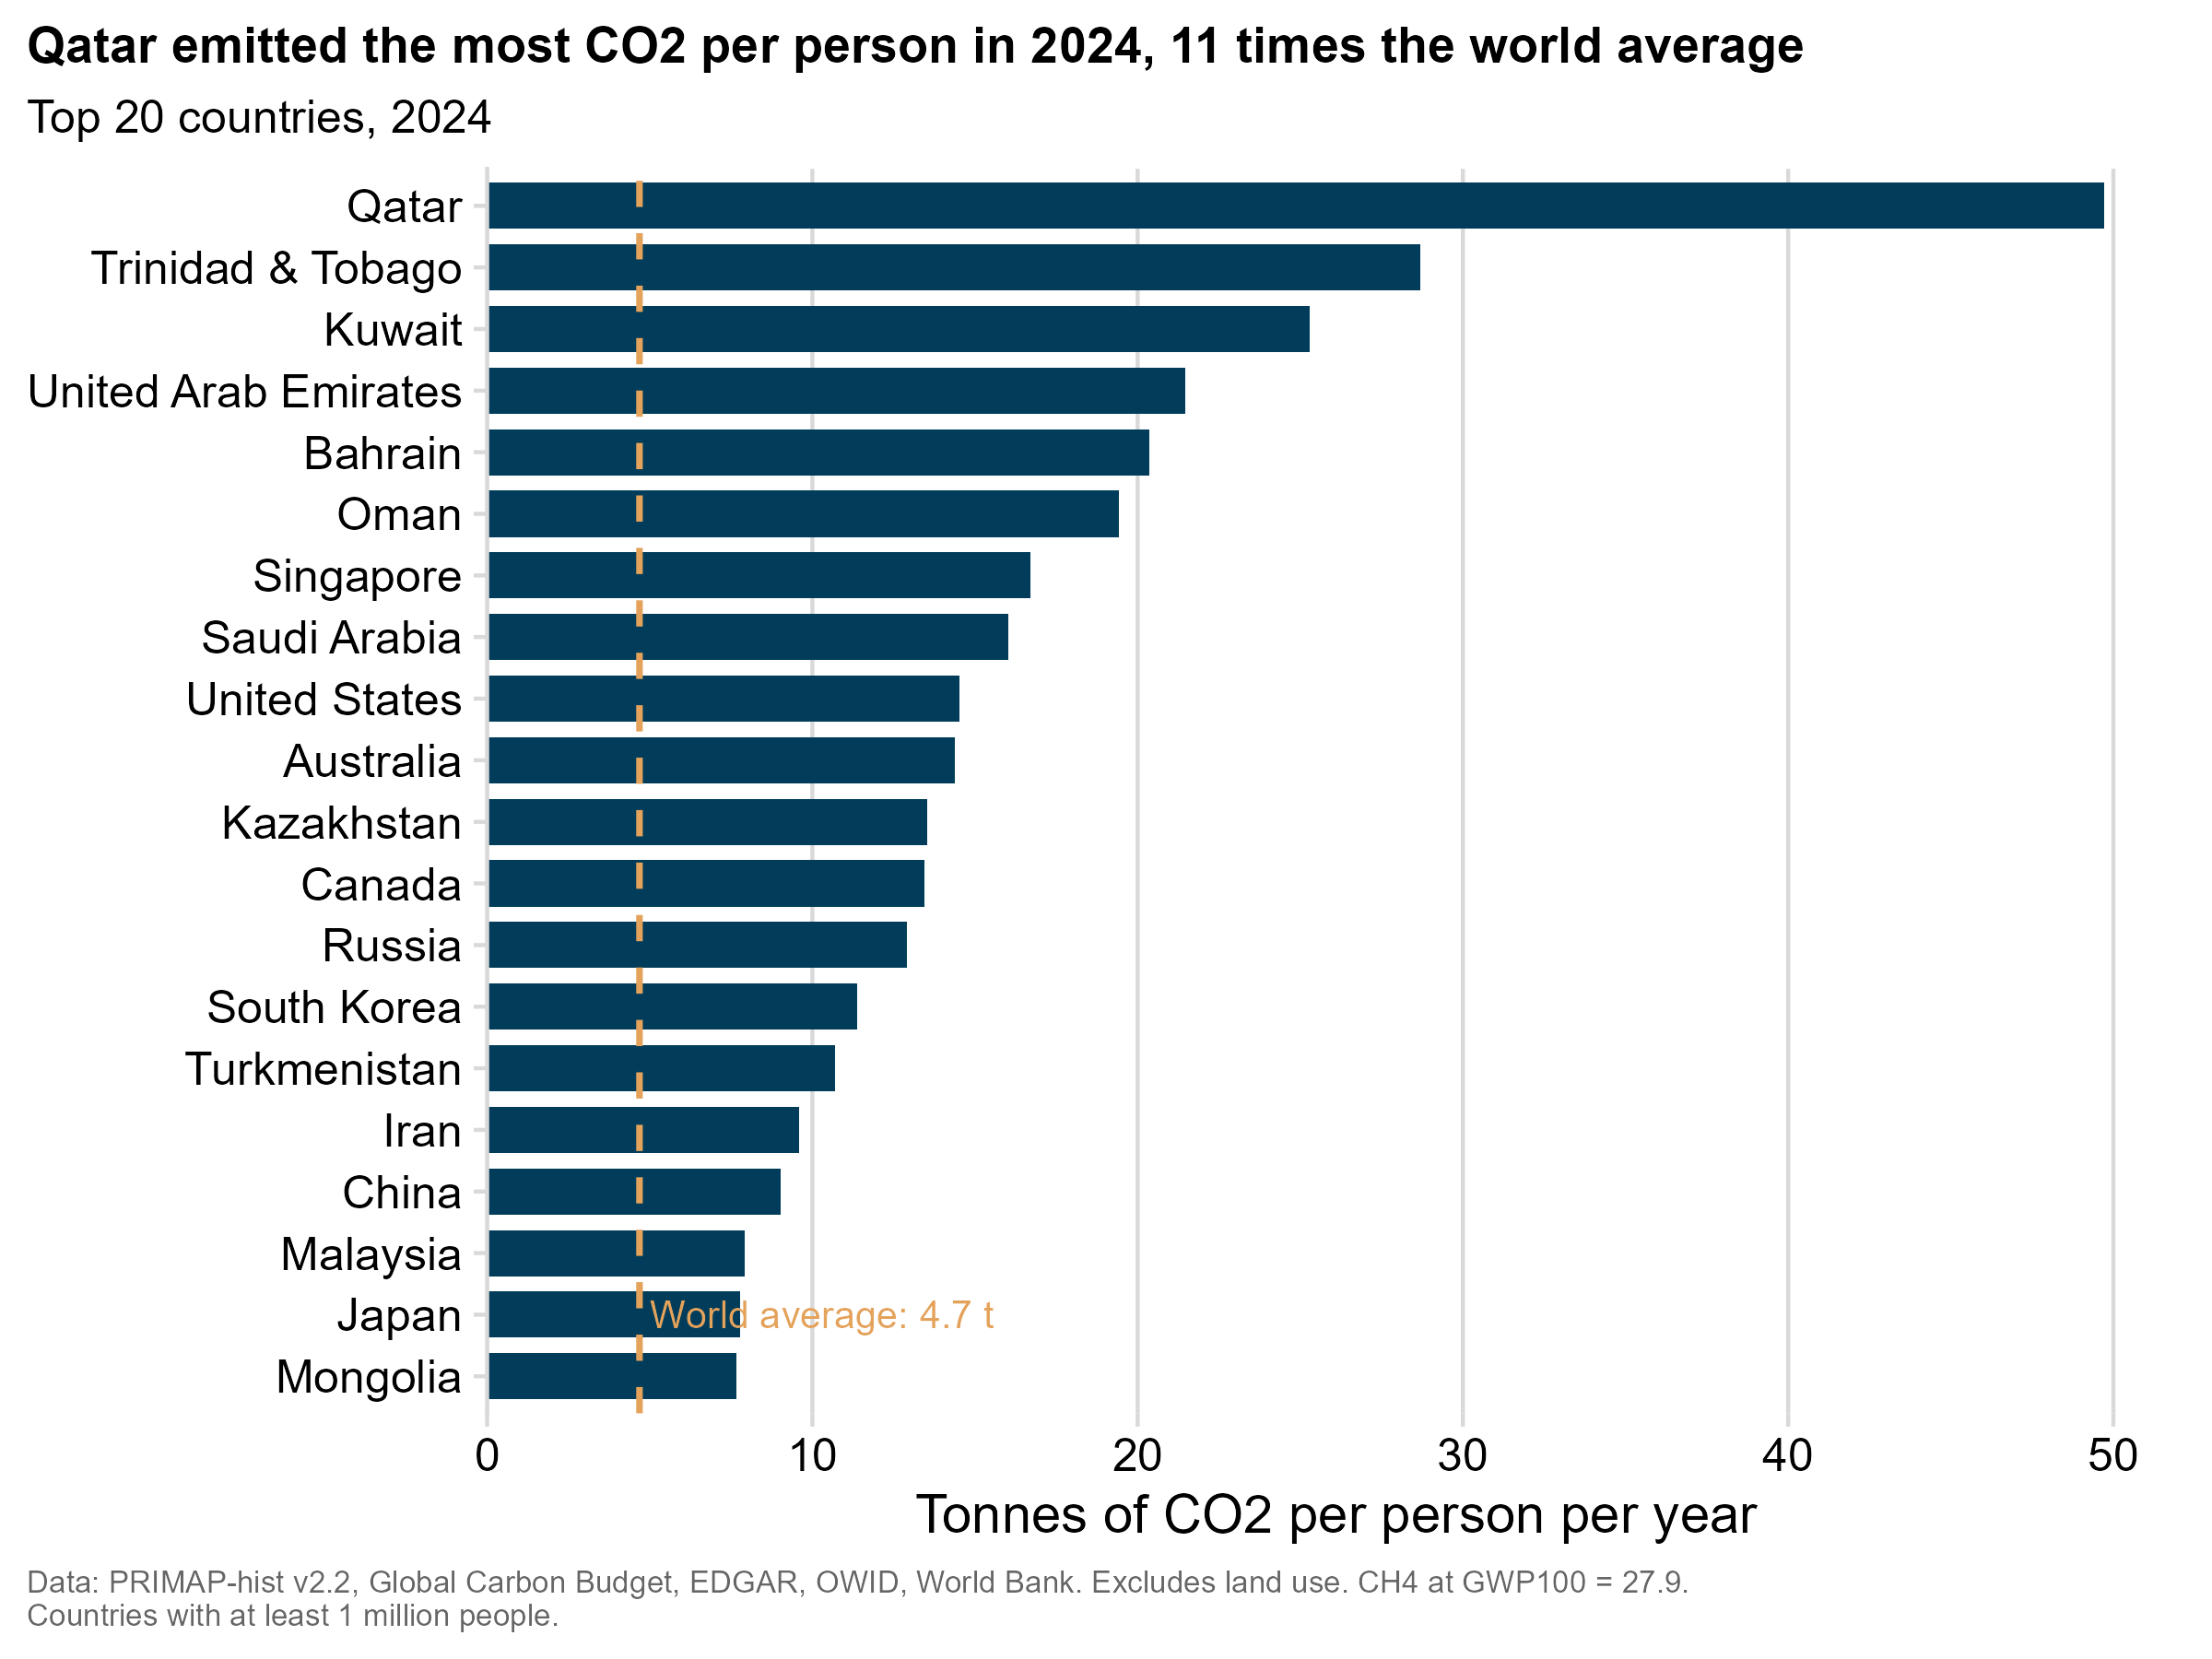 Qatar emitted the most CO2 per person in 2024, 11 times the world average
Top 20 countries, 2024
Qatar
Trinidad & Tobago
Kuwait
United Arab Emirates
Bahrain
Oman
Singapore
Saudi Arabia
United States
Australia
Kazakhstan
Canada
Russia
South Korea
Turkmenistan
Iran
China
Malaysia
Japan
World average: 4.7 t
Mongolia
0 10 20 30 40 50
Tonnes of CO2 per person per year
Data: PRIMAP-hist v2.2, Global Carbon Budget, EDGAR, OWID, World Bank. Excludes land use. CH4 at GWP100 = 27.9.
Countries with at least 1 million people.